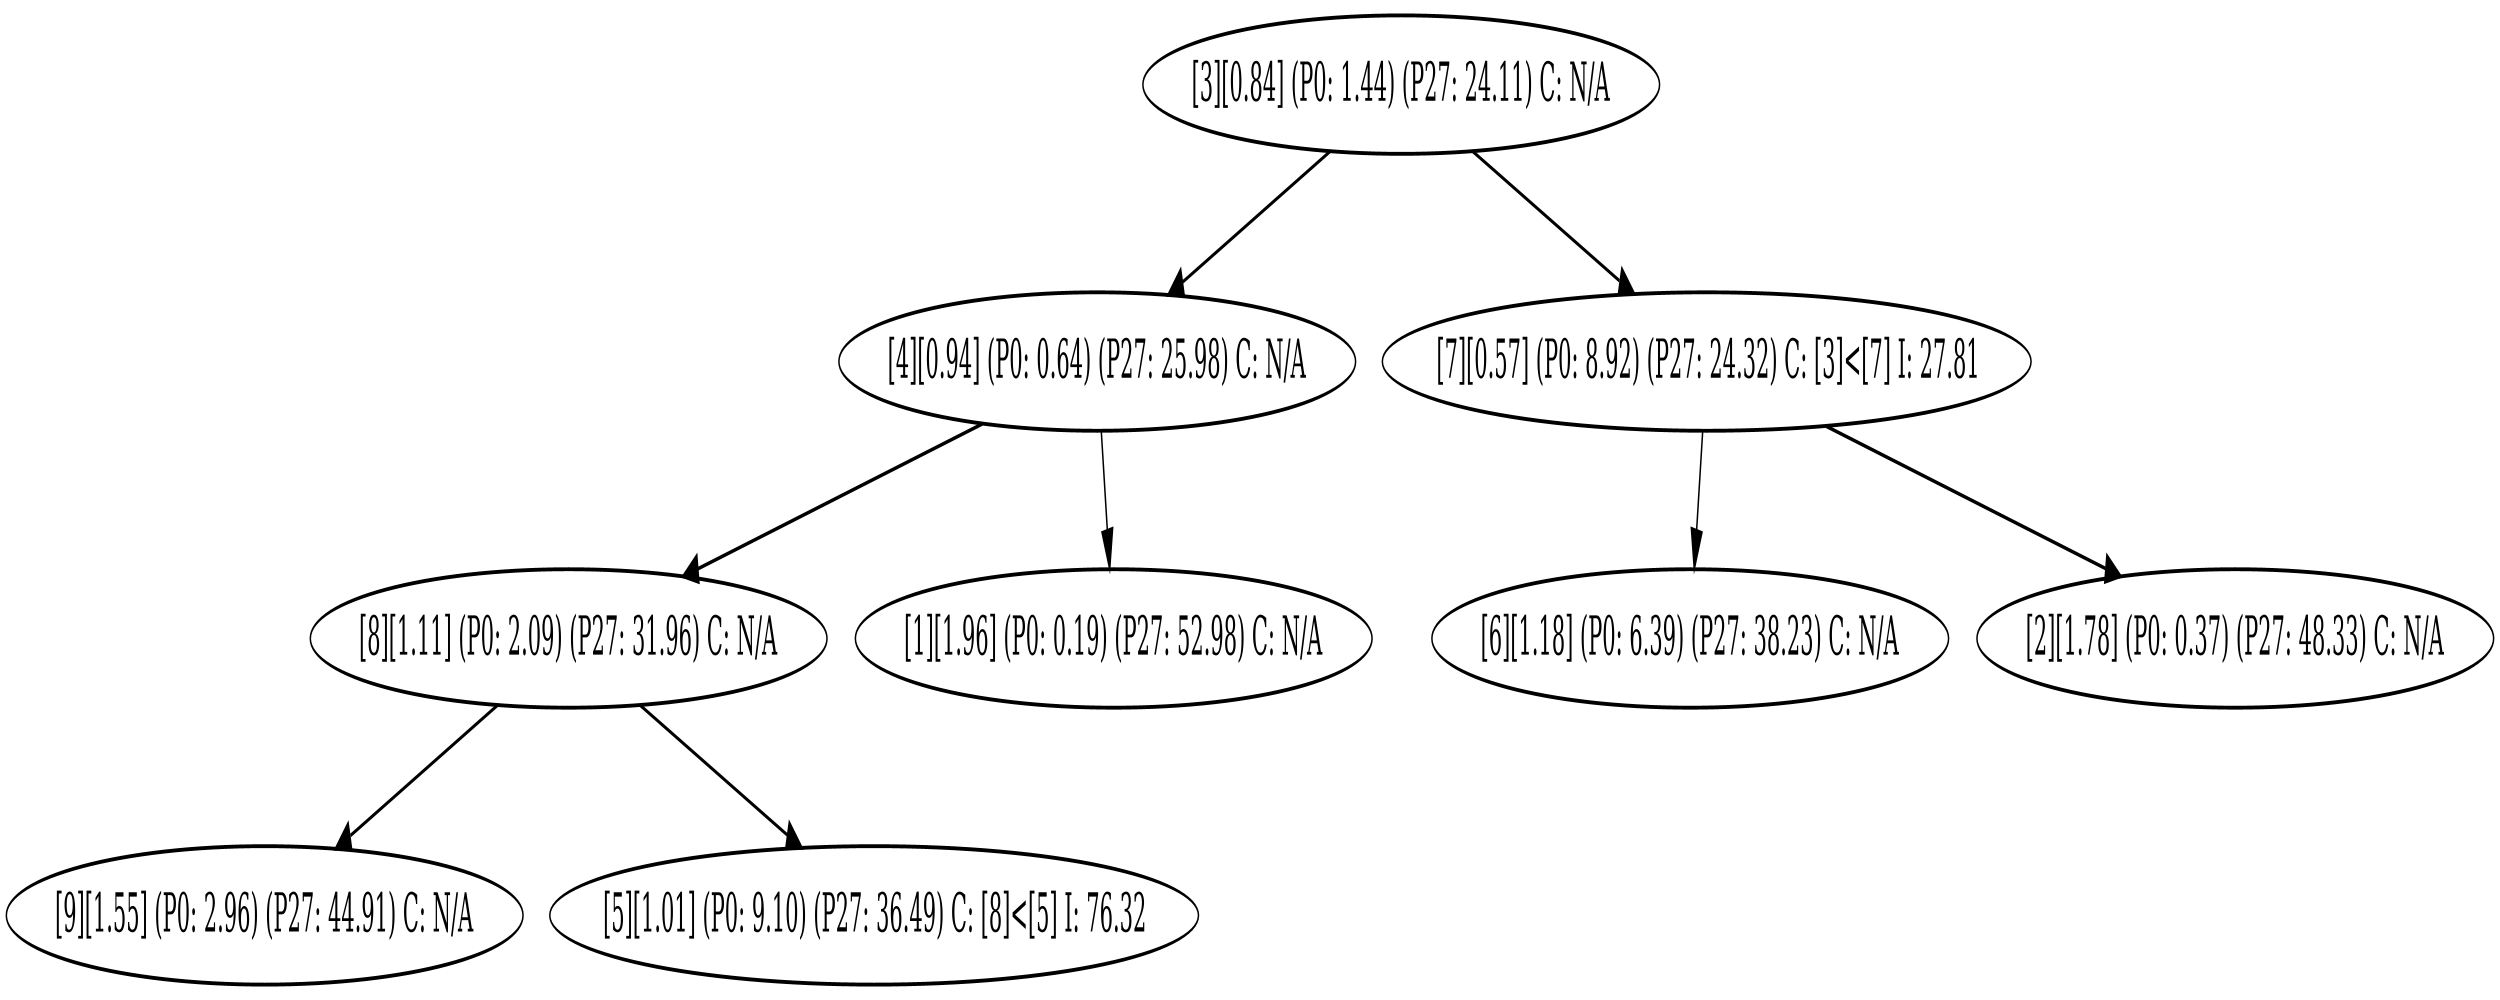 [3][0.84] (P0: 1.44) (P27: 24.11) C: N/A
[4][0.94] (P0: 0.64) (P27: 25.98) C: N/A
[7][0.57] (P0: 8.92) (P27: 24.32) C: [3]<[7] I: 27.81
[8][1.11] (P0: 2.09) (P27: 31.96) C: N/A
[1][1.96] (P0: 0.19) (P27: 52.98) C: N/A
[6][1.18] (P0: 6.39) (P27: 38.23) C: N/A
[2][1.78] (P0: 0.37) (P27: 48.33) C: N/A
[9][1.55] (P0: 2.96) (P27: 44.91) C: N/A
[5][1.01] (P0: 9.10) (P27: 36.49) C: [8]<[5] I: 76.32